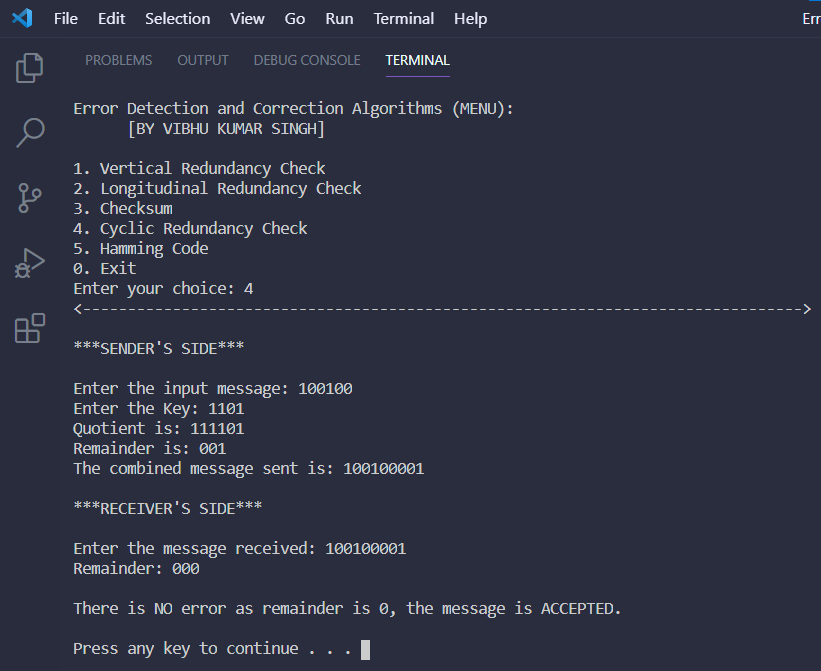 File Edit Selection View Go Run Terminal Help Err
PROBLEMS OUTPUT DEBUG CONSOLE TERMINAL
Error Detection and Correction Algorithms (MENU):
[BY VIBHU KUMAR SINGH]
1. Vertical Redundancy Check
2. Longitudinal Redundancy Check
3. Checksum
4. Cyclic Redundancy Check
5. Hamming Code
0. Exit
Enter your choice: 4
<-------------------------------------------------------------------------------->
***SENDER'S SIDE***
Enter the input message: 100100
Enter the Key: 1101
Quotient is: 111101
Remainder is: 001
The combined message sent is: 100100001
***RECEIVER'S SIDE***
Enter the message received: 100100001
Remainder: 000
There is NO error as remainder is 0, the message is ACCEPTED.
Press any key to continue . . .